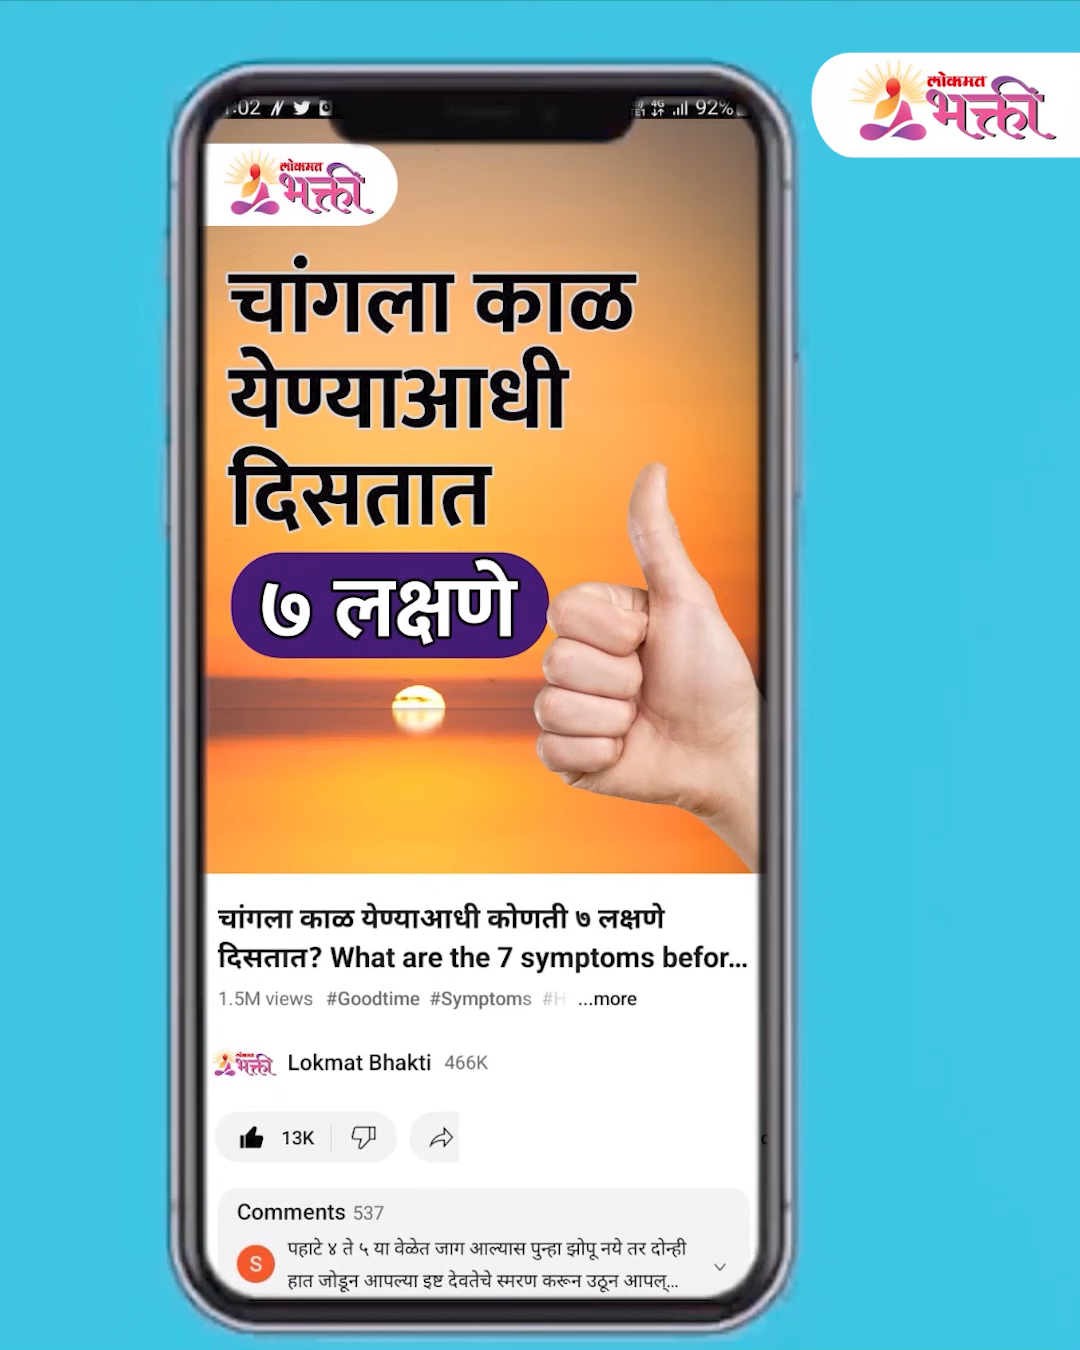 लोकमत
भक्ती
:02 92%
लोकमत
भक्ती
चांगला काळ
येण्याआधी
दिसतात
७ लक्षणे
चांगला काळ येण्याआधी कोणती ७ लक्षणे
दिसतात? What are the 7 symptoms befor...
1.5M views #Goodtime #Symptoms #H ...more
लोकमत
भक्ती
Lokmat Bhakti 466K
13K
Comments 537
S
पहाटे ४ ते ५ या वेळेत जाग आल्यास पुन्हा झोपू नये तर दोन्ही
हात जोडून आपल्या इष्ट देवतेचे स्मरण करून उठून आपल्...